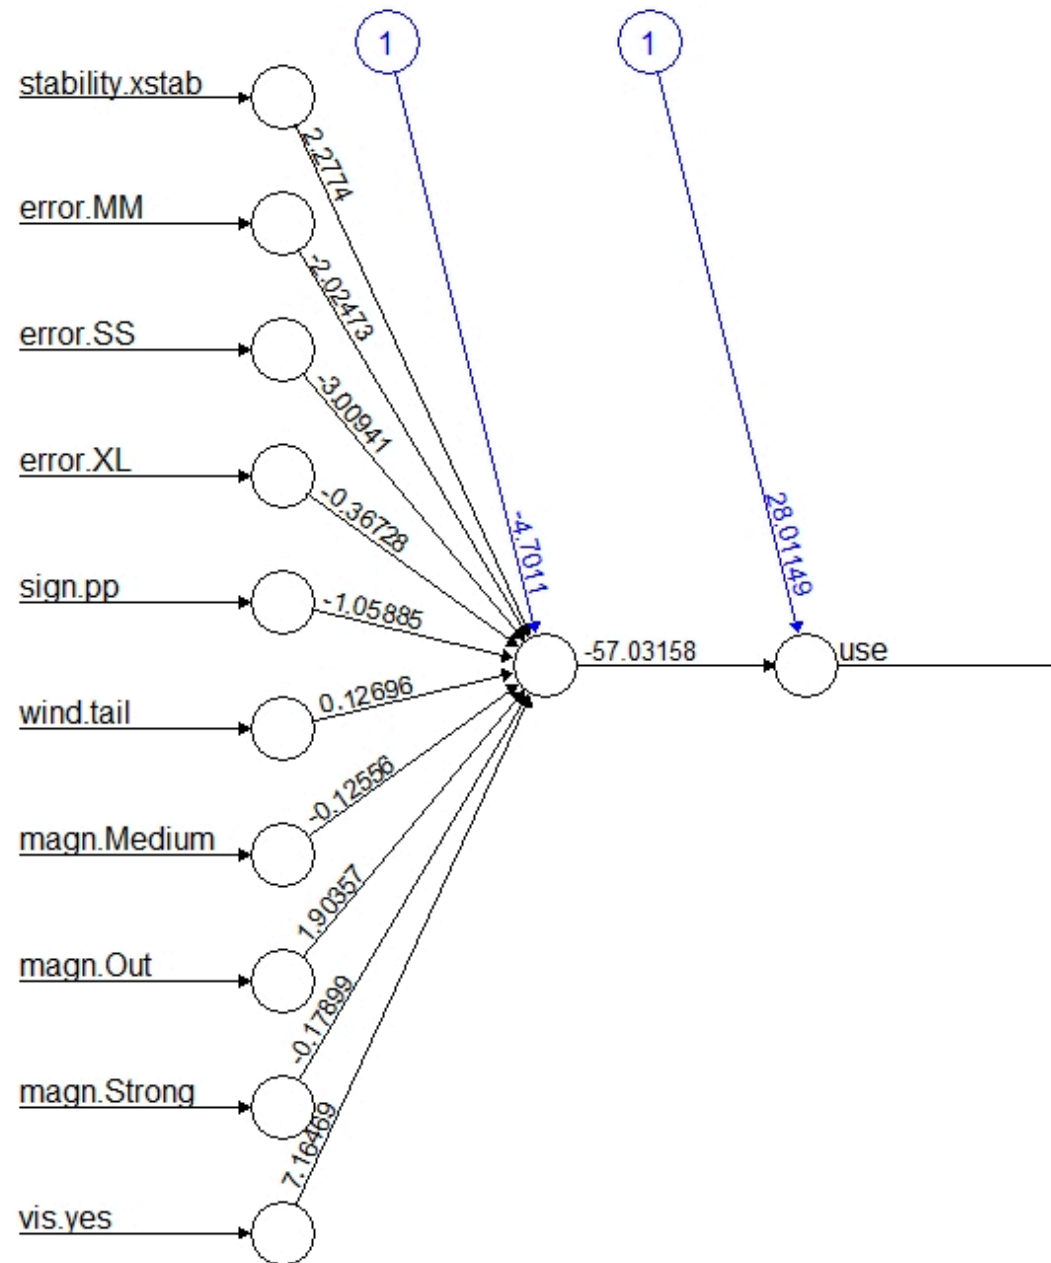 1
1
stability.xstab
2.2774
error.MM
-2.02473
error.SS
-3.00941
error.XL
-0.36728
sign.pp
-1.05885
wind.tail
0.12696
magn.Medium
-0.12556
magn.Out
1.90357
magn.Strong
-0.17899
vis.yes
7.16469
-4.7011
28.01149
-57.03158
use